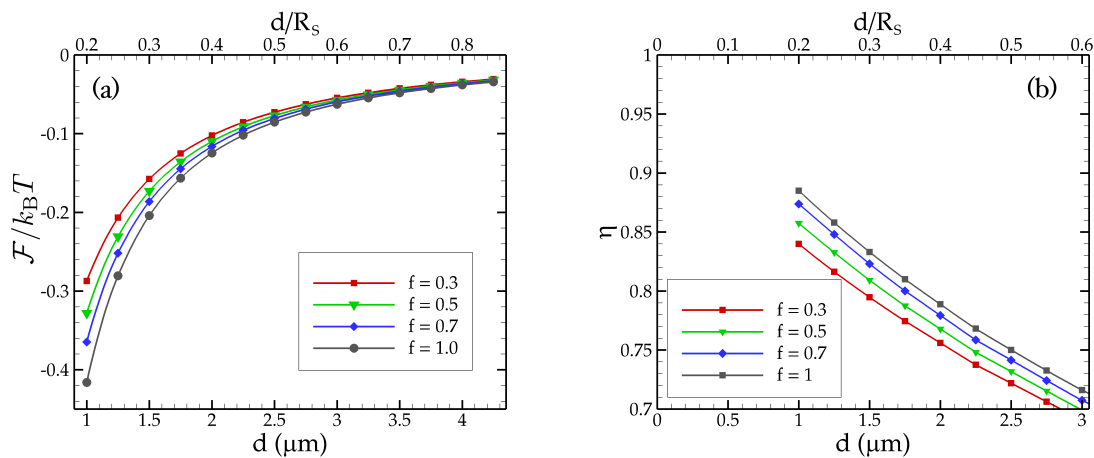 d/R_S
0.2 0.3 0.4 0.5 0.6 0.7 0.8
(a)
0
-0.1
-0.2
-0.3
-0.4
F/k_BT
f = 0.3
f = 0.5
f = 0.7
f = 1.0
1 1.5 2 2.5 3 3.5 4
d (μm)
d/R_S
0 0.1 0.2 0.3 0.4 0.5 0.6
(b)
1
0.95
0.9
0.85
0.8
0.75
0.7
η
f = 0.3
f = 0.5
f = 0.7
f = 1
0 0.5 1 1.5 2 2.5 3
d (μm)